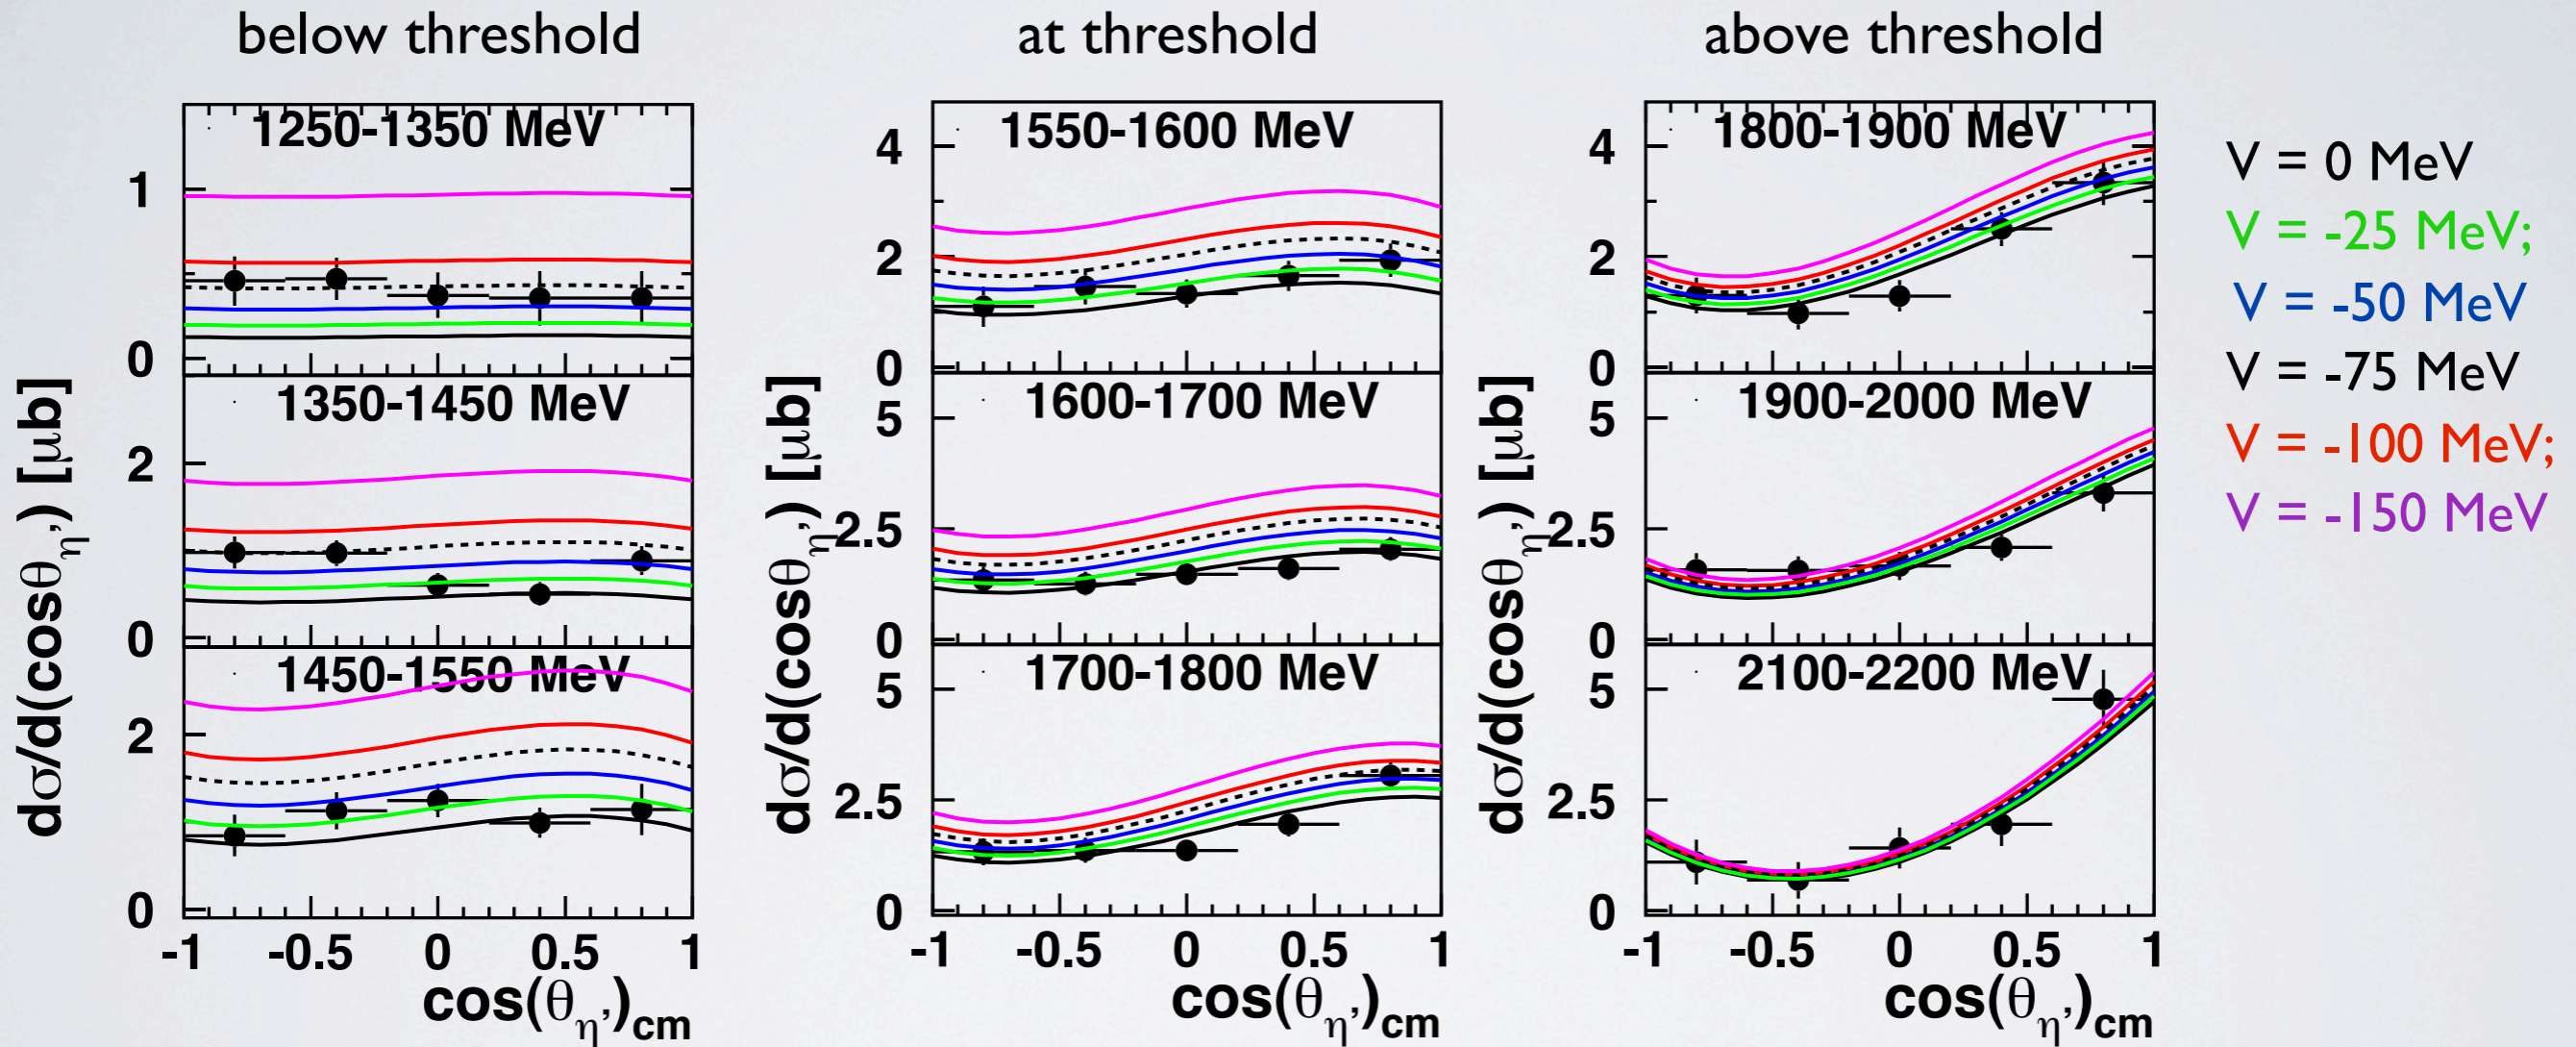 below threshold
at threshold
above threshold
1250-1350 MeV
1
0
1350-1450 MeV
2
0
1450-1550 MeV
2
0
dσ/d(cosθη') [μb]
-1 -0.5 0 0.5 1
cos(θη')cm
1550-1600 MeV
4
2
0
1600-1700 MeV
5
2.5
0
1700-1800 MeV
5
2.5
0
dσ/d(cosθη') [μb]
-1 -0.5 0 0.5 1
cos(θη')cm
1800-1900 MeV
4
2
0
1900-2000 MeV
5
2.5
0
2100-2200 MeV
5
2.5
0
dσ/d(cosθη') [μb]
-1 -0.5 0 0.5 1
cos(θη')cm
V = 0 MeV
V = -25 MeV;
V = -50 MeV
V = -75 MeV
V = -100 MeV;
V = -150 MeV